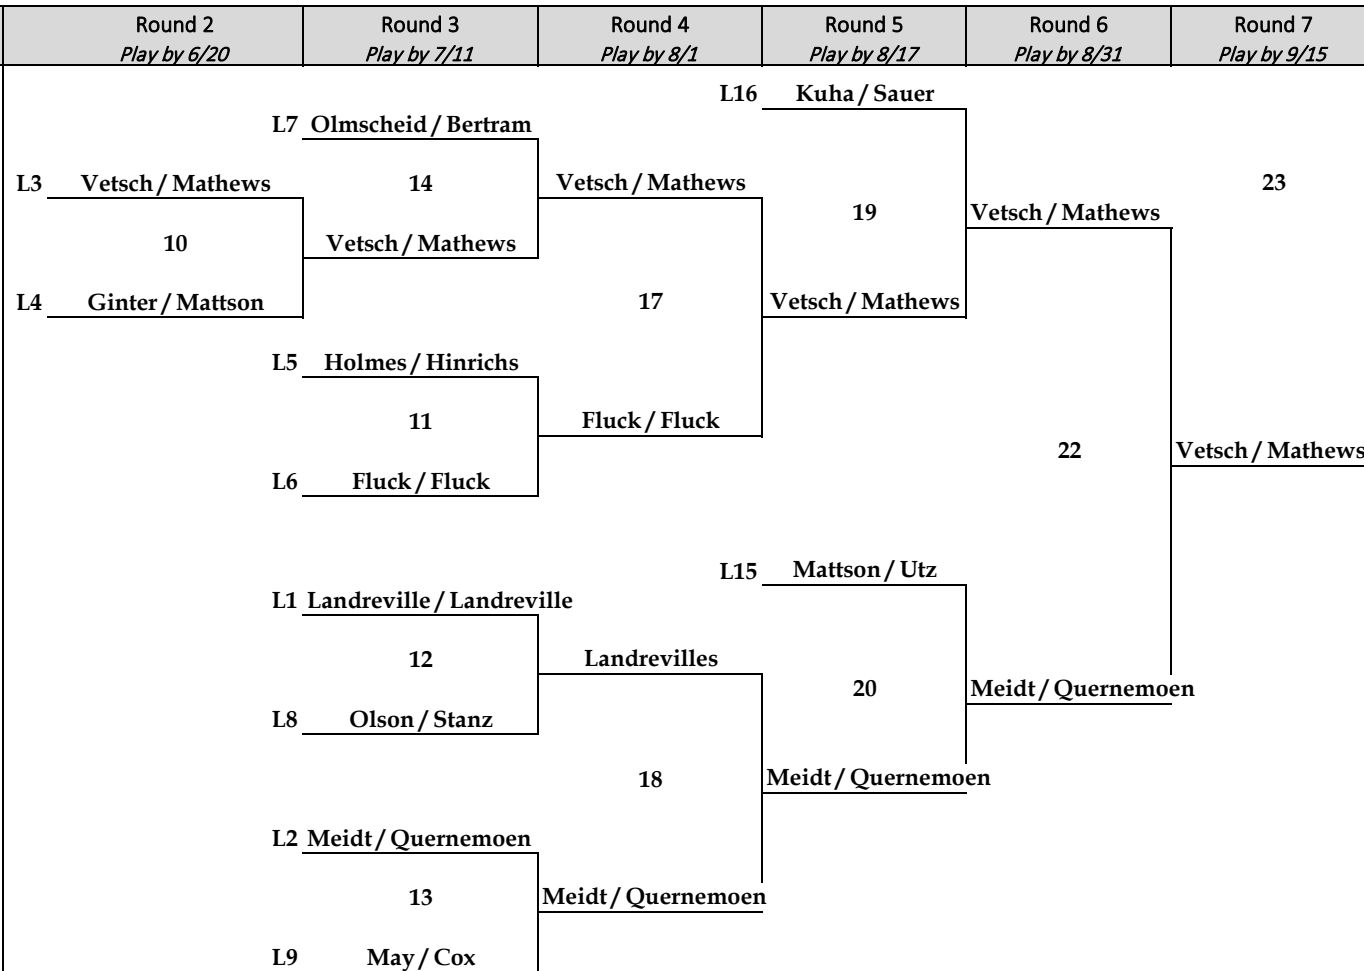 Round 2 Round 3 Round 4 Round 5 Round 6 Round 7
Play by 6/20 Play by 7/11 Play by 8/1 Play by 8/17 Play by 8/31 Play by 9/15
L16 Kuha / Sauer
L7 Olmscheid / Bertram
L3 Vetsch / Mathews 14 Vetsch / Mathews 23
19 Vetsch / Mathews
10 Vetsch / Mathews
L4 Ginter / Mattson 17 Vetsch / Mathews
L5 Holmes / Hinrichs
11 Fluck / Fluck
22 Vetsch / Mathews
L6 Fluck / Fluck
L15 Mattson / Utz
L1 Landreville / Landreville
12 Landrevilles
20 Meidt / Quernemoen
L8 Olson / Stanz
18 Meidt / Quernemoen
L2 Meidt / Quernemoen
13 Meidt / Quernemoen
L9 May / Cox